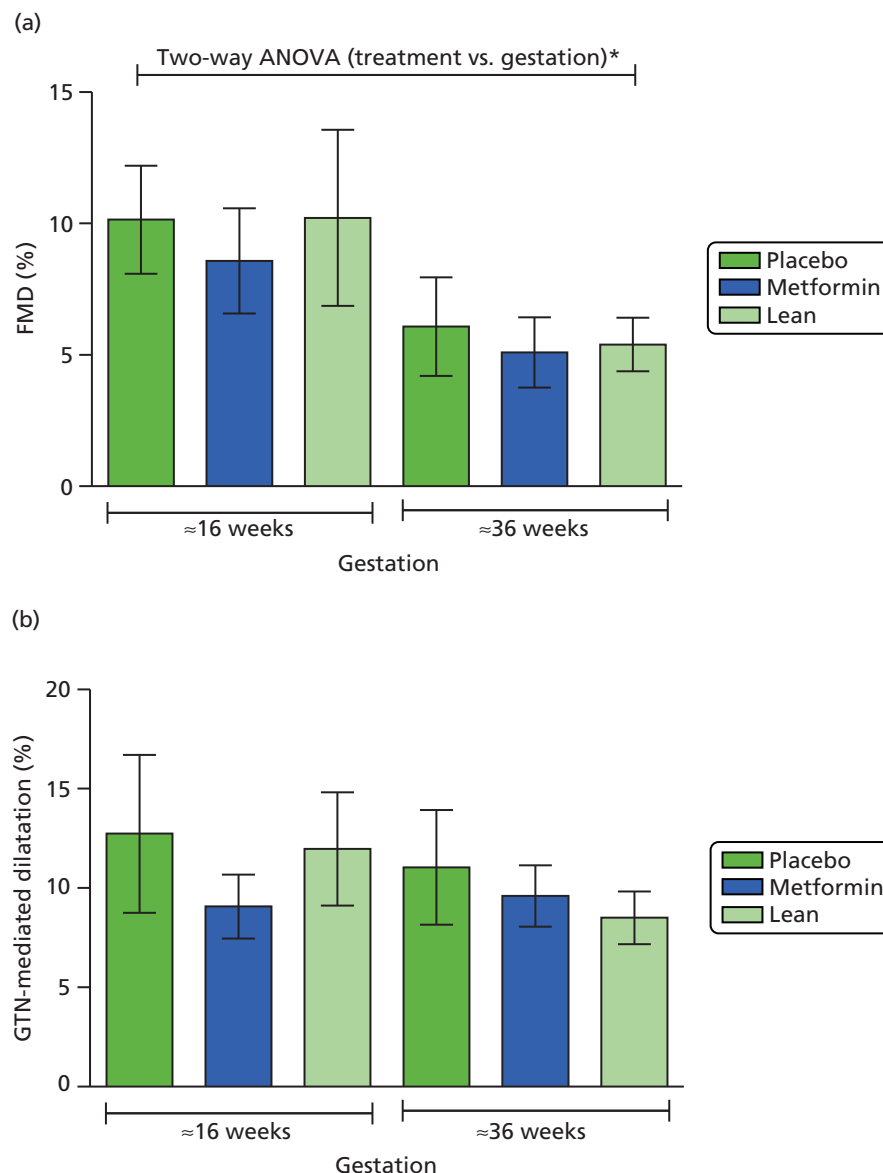 (a)
Two-way ANOVA (treatment vs. gestation)*
15
10
5
0
FMD (%)
≈16 weeks
≈36 weeks
Gestation
Placebo
Metformin
Lean
(b)
20
15
10
5
0
GTN-mediated dilatation (%)
≈16 weeks
≈36 weeks
Gestation
Placebo
Metformin
Lean